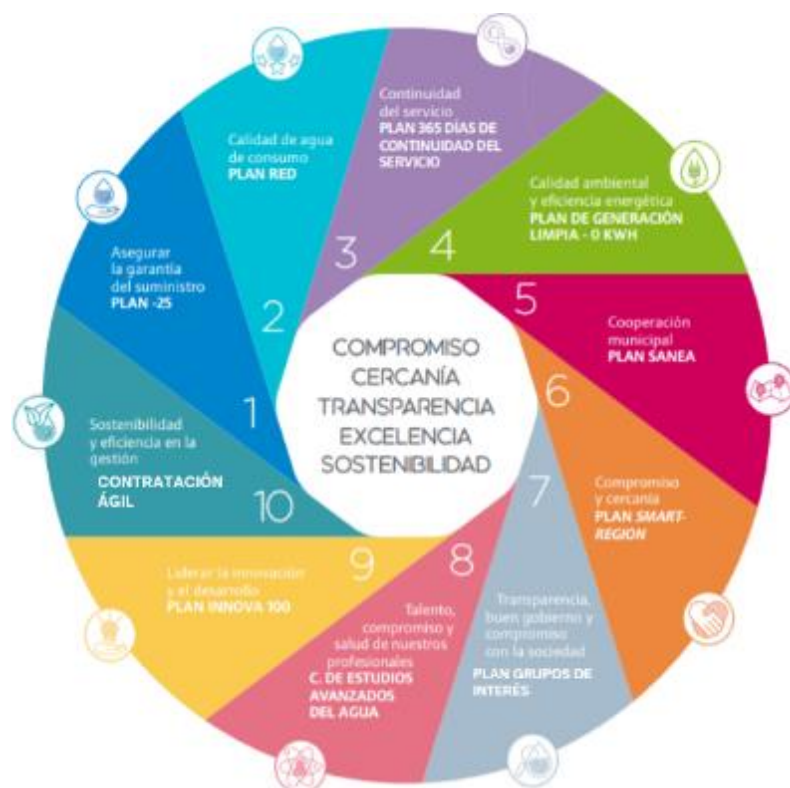 COMPROMISO
CERCANÍA
TRANSPARENCIA
EXCELENCIA
SOSTENIBILIDAD
1
Asegurar
la garantía
del suministro
PLAN -25
2
Calidad de agua
de consumo
PLAN RED
3
Continuidad
del servicio
PLAN 365 DÍAS DE
CONTINUIDAD DEL
SERVICIO
4
Calidad ambiental
y eficiencia energética
PLAN DE GENERACIÓN
LIMPIA - 0 KWH
5
Cooperación
municipal
PLAN SANEA
6
Compromiso
y cercanía
PLAN SMART-
REGIÓN
7
Transparencia,
buen gobierno y
compromiso
con la sociedad
PLAN GRUPOS DE
INTERÉS
8
Talento,
compromiso y
salud de nuestros
profesionales
C. DE ESTUDIOS
AVANZADOS
DEL AGUA
9
Liderar la innovación
y el desarrollo
PLAN INNOVA 100
10
Sostenibilidad
y eficiencia en la
gestión
CONTRATACIÓN
ÁGIL